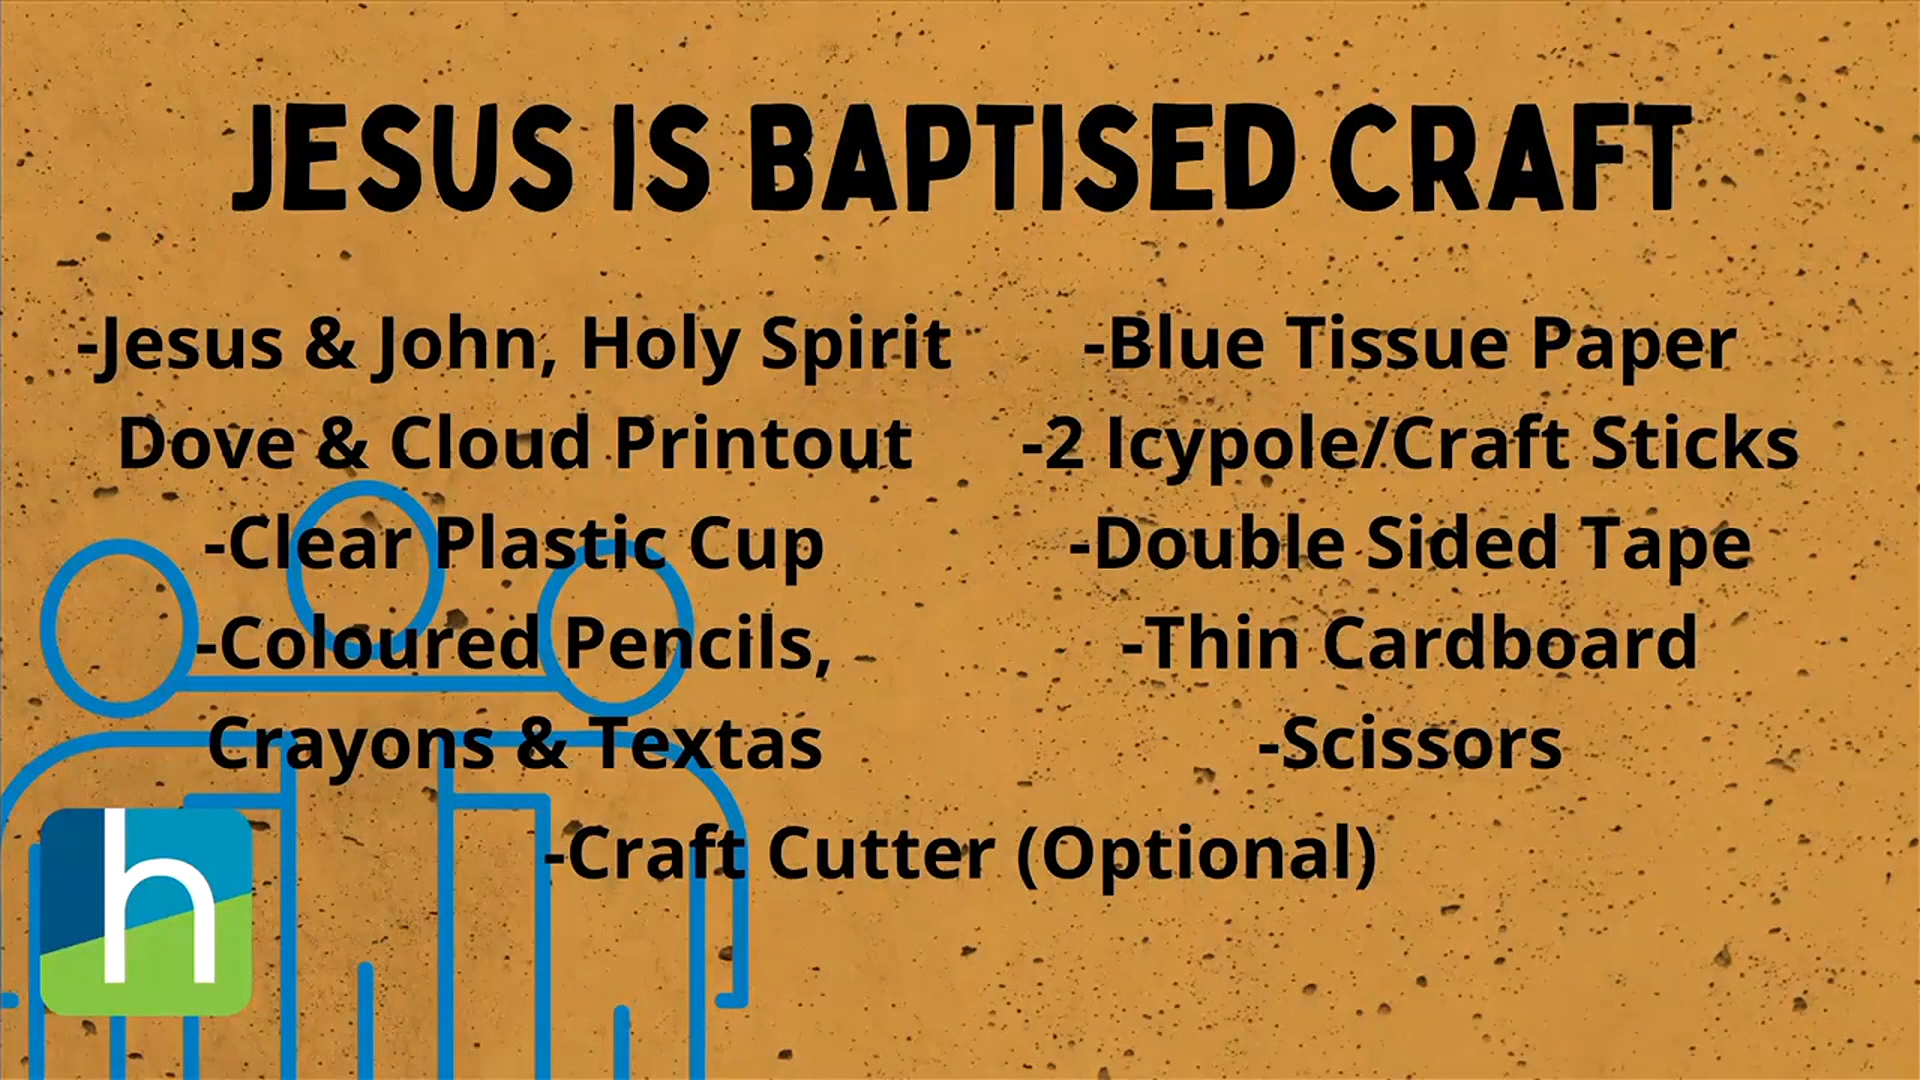 JESUS IS BAPTISED CRAFT
-Jesus & John, Holy Spirit
Dove & Cloud Printout
-Clear Plastic Cup
-Coloured Pencils,
Crayons & Textas
-Blue Tissue Paper
-2 Icypole/Craft Sticks
-Double Sided Tape
-Thin Cardboard
-Scissors
-Craft Cutter (Optional)
h